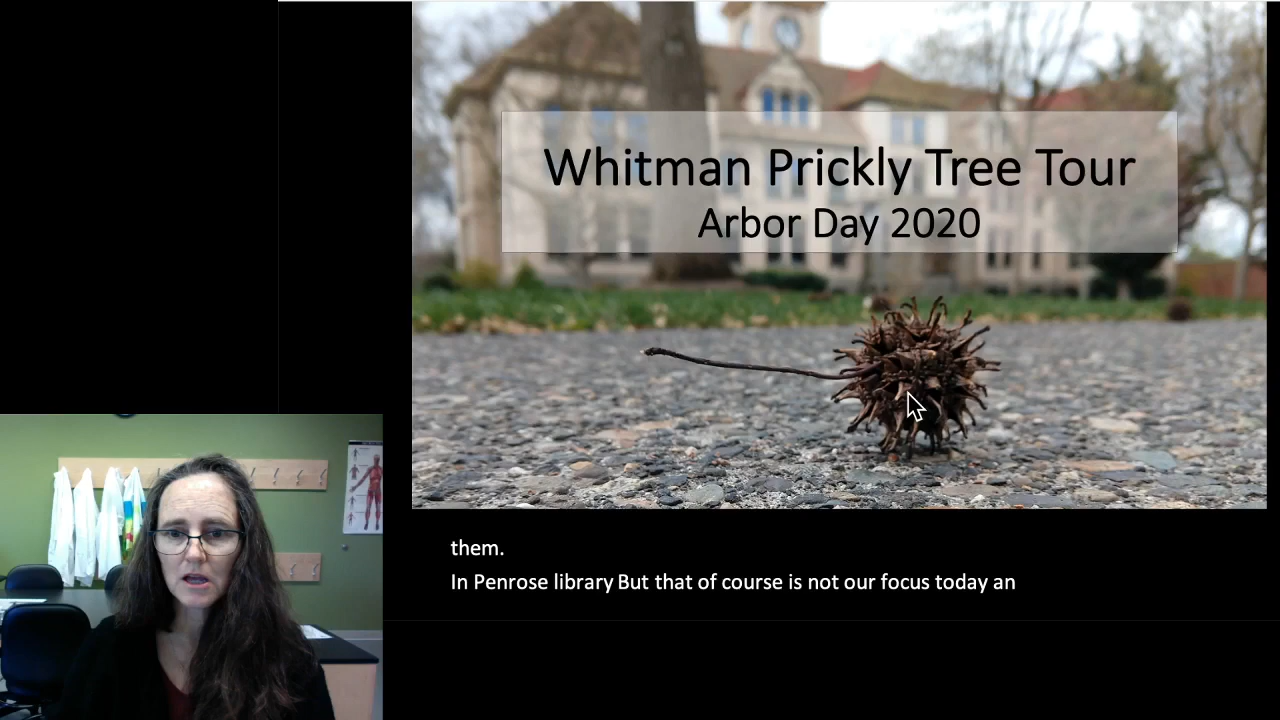 Whitman Prickly Tree Tour
Arbor Day 2020
them.
In Penrose library But that of course is not our focus today an